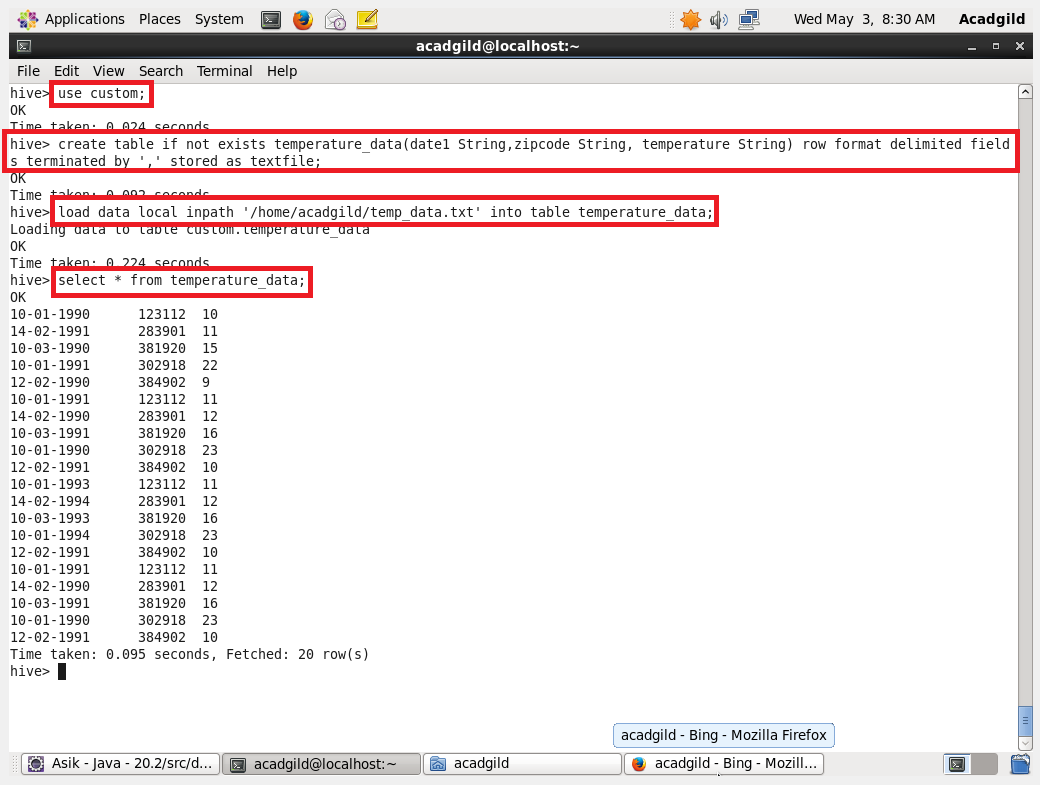 Applications Places System
Wed May 3, 8:30 AM Acadgild
acadgild@localhost:~
File Edit View Search Terminal Help
hive> use custom;
OK
Time taken: 0.024 seconds
hive> create table if not exists temperature_data(date1 String,zipcode String, temperature String) row format delimited field
s terminated by ',' stored as textfile;
OK
Time taken: 0.092 seconds
hive> load data local inpath '/home/acadgild/temp_data.txt' into table temperature_data;
Loading data to table custom.temperature_data
OK
Time taken: 0.224 seconds
hive> select * from temperature_data;
OK
10-01-1990 123112 10
14-02-1991 283901 11
10-03-1990 381920 15
10-01-1991 302918 22
12-02-1990 384902 9
10-01-1991 123112 11
14-02-1990 283901 12
10-03-1991 381920 16
10-01-1990 302918 23
12-02-1991 384902 10
10-01-1993 123112 11
14-02-1994 283901 12
10-03-1993 381920 16
10-01-1994 302918 23
12-02-1991 384902 10
10-01-1991 123112 11
14-02-1990 283901 12
10-03-1991 381920 16
10-01-1990 302918 23
12-02-1991 384902 10
Time taken: 0.095 seconds, Fetched: 20 row(s)
hive>
acadgild - Bing - Mozilla Firefox
Asik - Java - 20.2/src/d... acadgild@localhost:~ acadgild acadgild - Bing - Mozill...